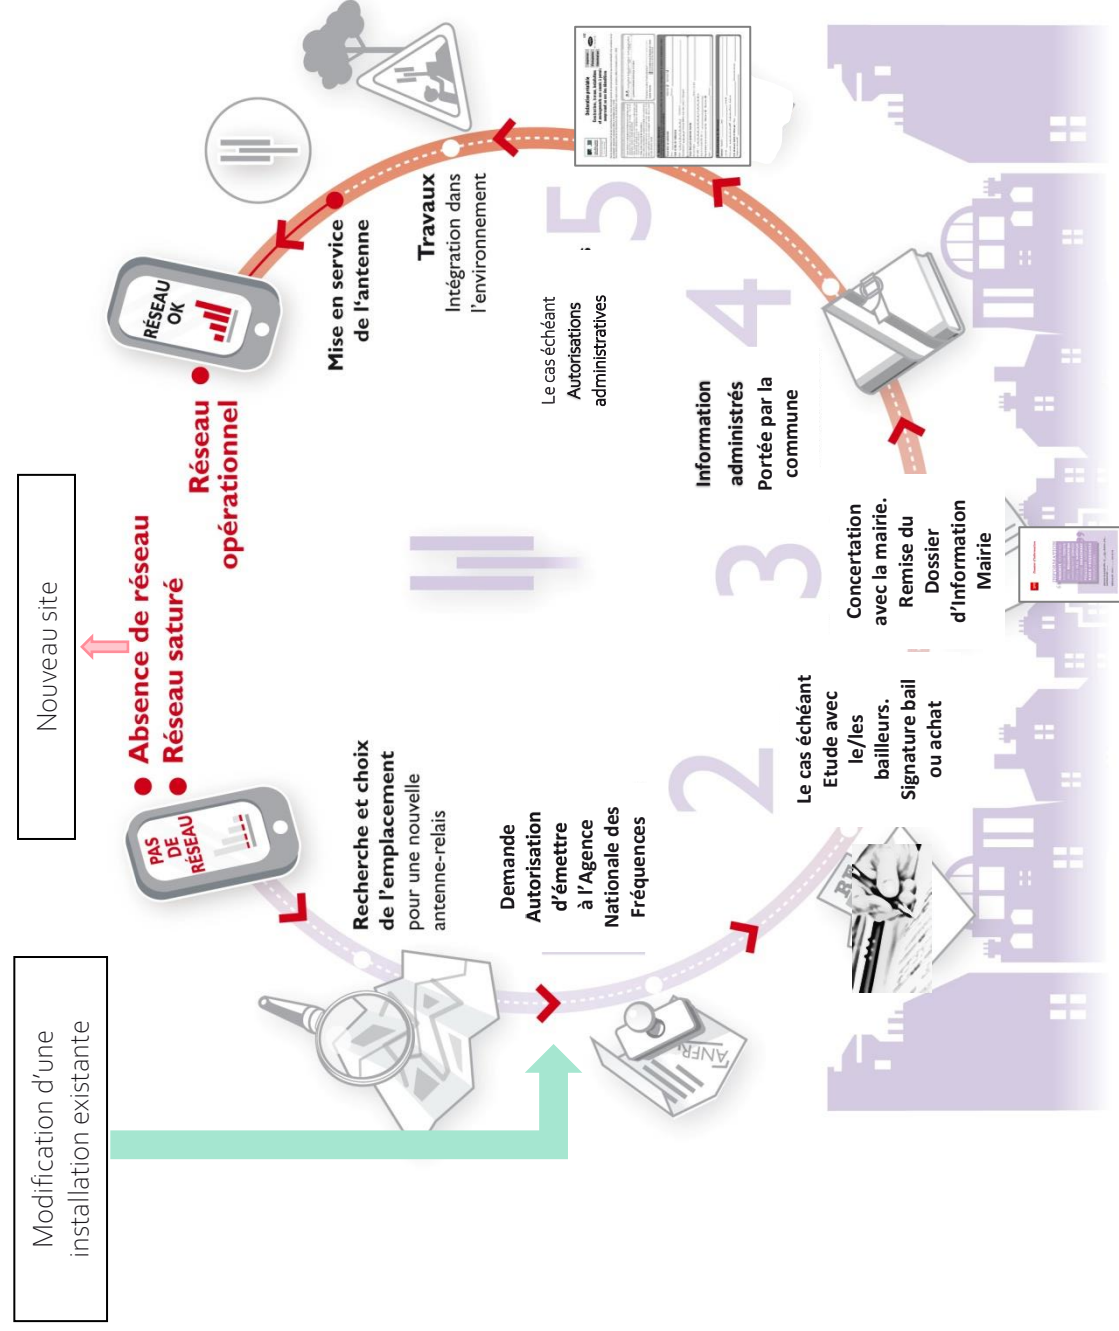 Modification d’une
installation existante
Nouveau site
Absence de réseau
Réseau saturé
PAS
DE
RÉSEAU
Réseau
opérationnel
RÉSEAU
OK
Recherche et choix
de l’emplacement
pour une nouvelle
antenne-relais
Demande
Autorisation
d’émettre
à l’Agence
Nationale des
Fréquences
ANFR
2
Le cas échéant
Etude avec
le/les
bailleurs.
Signature bail
ou achat
3
Concertation
avec la mairie.
Remise du
Dossier
d’Information
Mairie
4
Information
administrés
Portée par la
commune
5
Le cas échéant
Autorisations
administratives
Travaux
Intégration dans
l’environnement
Mise en service
de l’antenne